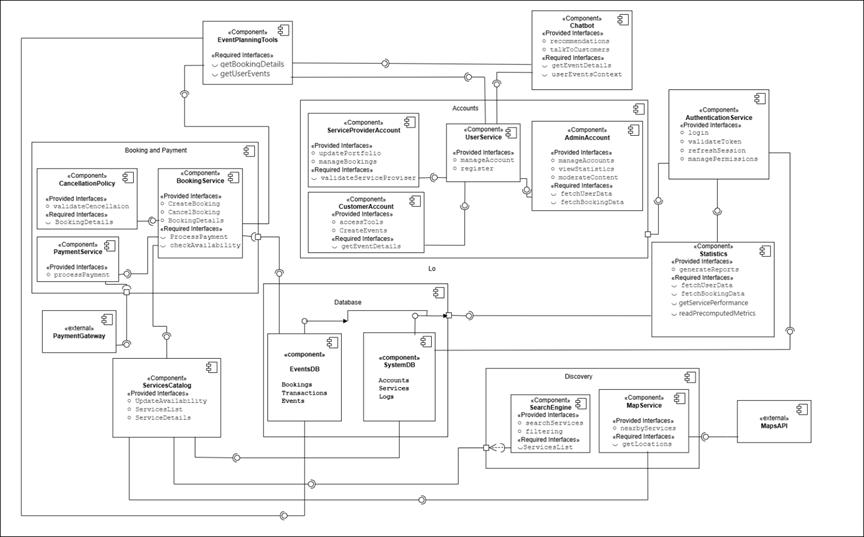 «Component»
EventPlanningTools
«Required Interfaces»
getBookingDetails
getUserEvents
«Component»
Chatbot
«Provided Interfaces»
recommendations
talkToCustomers
«Required Interfaces»
getEventDetails
userEventsContext
Accounts
«Component»
ServiceProviderAccount
«Provided Interfaces»
updatePortfolio
manageBookings
«Required Interfaces»
validateServiceProviser
«Component»
UserService
«Provided Interfaces»
manageAccount
register
«Component»
AdminAccount
«Provided Interfaces»
manageAccounts
viewStatistics
moderateContent
«Required Interfaces»
fetchUserData
fetchBookingData
«Component»
CustomerAccount
«Provided Interfaces»
accessTools
CreateEvents
«Required Interfaces»
getEventDetails
«Component»
AuthenticationService
«Provided Interfaces»
login
validateToken
refreshSession
managePermissions
Booking and Payment
«Component»
CancellationPolicy
«Provided Interfaces»
validateCencellaion
«Required Interfaces»
BookingDetails
«Component»
BookingService
«Provided Interfaces»
CreateBooking
CancelBooking
BookingDetails
«Required Interfaces»
ProcessPayment
checkAvailability
«Component»
PaymentService
«Provided Interfaces»
processPayment
«Component»
Statistics
«Provided Interfaces»
generateReports
«Required Interfaces»
fetchUserData
fetchBookingData
getServicePerformance
readPrecomputedMetrics
Lo
Database
«external»
PaymentGateway
«component»
EventsDB
Bookings
Transactions
Events
«component»
SystemDB
Accounts
Services
Logs
«Component»
ServicesCatalog
«Provided Interfaces»
UpdateAvailability
ServicesList
ServiceDetails
Discovery
«Component»
SearchEngine
«Provided Interfaces»
searchServices
filtering
«Required Interfaces»
ServicesList
«Component»
MapService
«Provided Interfaces»
nearbyServices
«Required Interfaces»
getLocations
«external»
MapsAPI